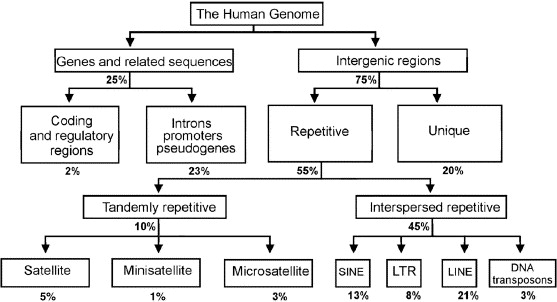 The Human Genome
Genes and related sequences
Intergenic regions
25%
75%
Coding
and regulatory
regions
Introns
promoters
pseudogenes
Repetitive
Unique
2%
23%
55%
20%
Tandemly repetitive
Interspersed repetitive
10%
45%
Satellite
Minisatellite
Microsatellite
SINE
LTR
LINE
DNA
transposons
5%
1%
3%
13%
8%
21%
3%